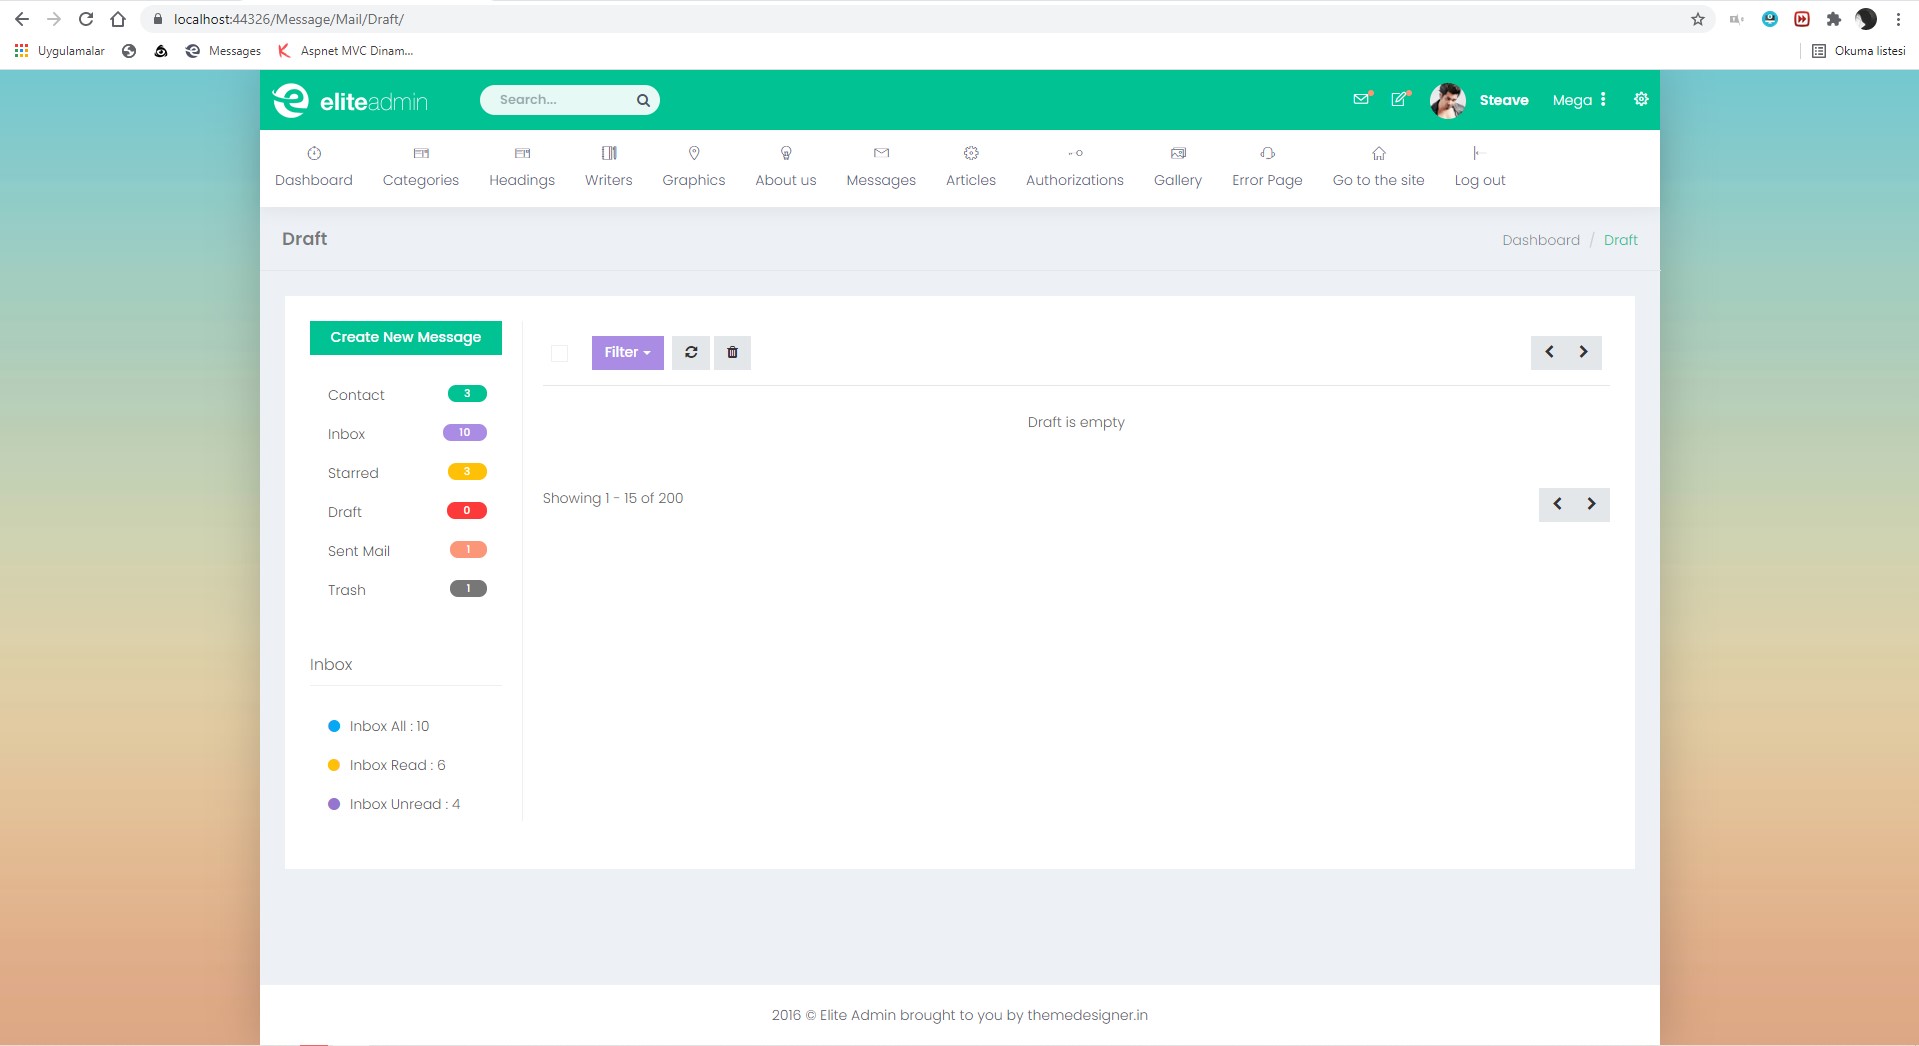 localhost:44326/Message/Mail/Draft/
Uygulamalar
Messages
Aspnet MVC Dinam...
Okuma listesi
eliteadmin
Search...
Steave
Mega
Dashboard
Categories
Headings
Writers
Graphics
About us
Messages
Articles
Authorizations
Gallery
Error Page
Go to the site
Log out
Draft
Dashboard / Draft
Create New Message
Filter
Contact 3
Inbox 10
Starred 3
Draft 0
Sent Mail 1
Trash 1
Draft is empty
Showing 1 - 15 of 200
Inbox
Inbox All : 10
Inbox Read : 6
Inbox Unread : 4
2016 © Elite Admin brought to you by themedesigner.in